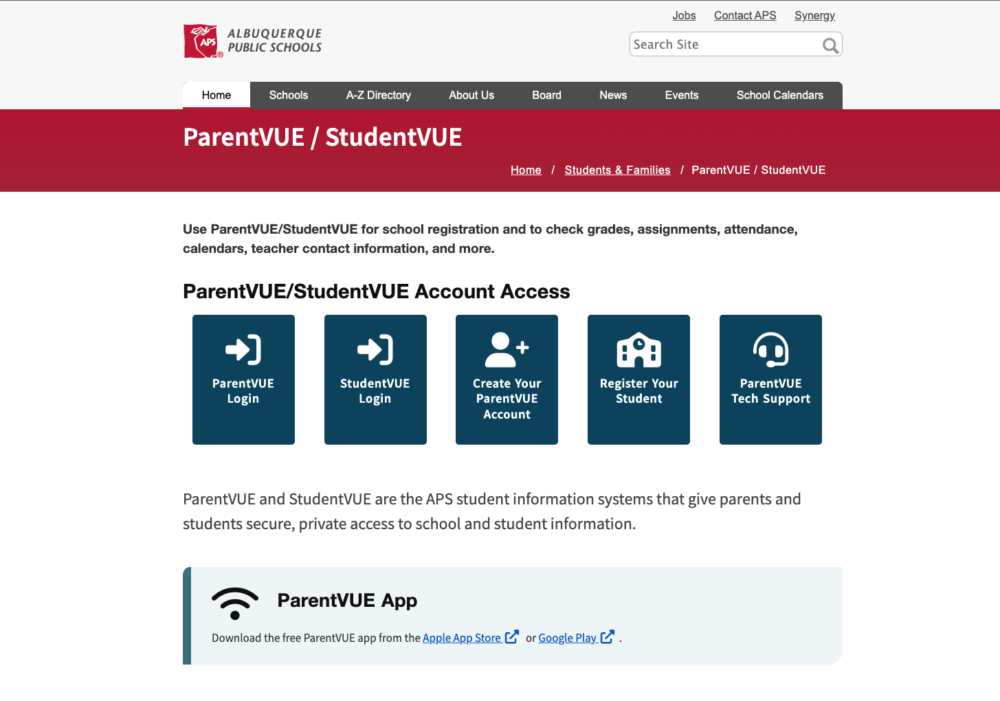 Jobs Contact APS Synergy
APS®
ALBUQUERQUE
PUBLIC SCHOOLS
Search Site
Home Schools A-Z Directory About Us Board News Events School Calendars
ParentVUE / StudentVUE
Home / Students & Families / ParentVUE / StudentVUE
Use ParentVUE/StudentVUE for school registration and to check grades, assignments, attendance,
calendars, teacher contact information, and more.
ParentVUE/StudentVUE Account Access
ParentVUE
Login
StudentVUE
Login
Create Your
ParentVUE
Account
Register Your
Student
ParentVUE
Tech Support
ParentVUE and StudentVUE are the APS student information systems that give parents and
students secure, private access to school and student information.
ParentVUE App
Download the free ParentVUE app from the Apple App Store or Google Play .